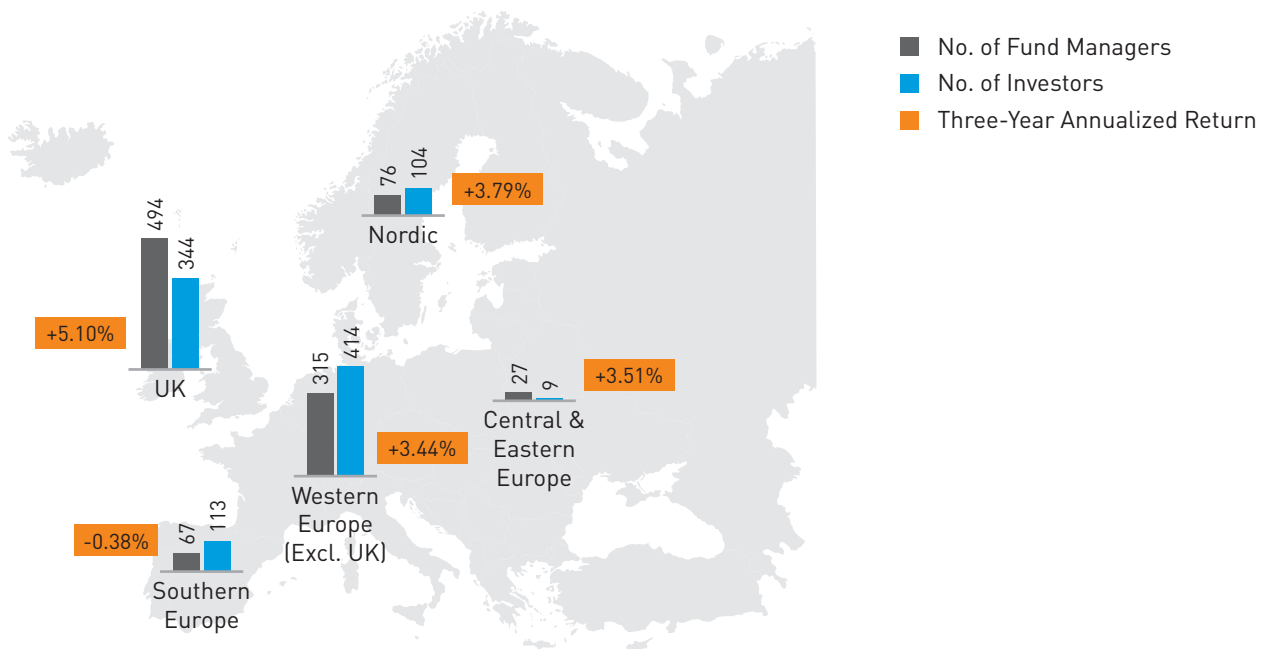 No. of Fund Managers
No. of Investors
Three-Year Annualized Return
76
104
+3.79%
Nordic
494
344
+5.10%
UK
315
414
+3.44%
Western
Europe
(Excl. UK)
27
9
+3.51%
Central &
Eastern
Europe
-0.38%
67
113
Southern
Europe